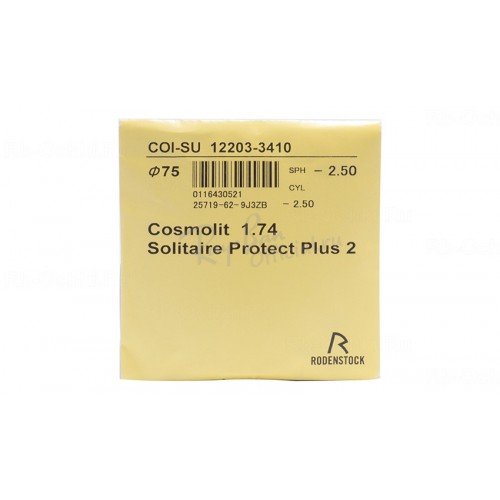 COI-SU 12203-3410
Φ75
SPH - 2.50
CYL
0116430521
25719-62-9J3ZB - 2.50
Cosmolit 1.74
Solitaire Protect Plus 2
R
RODENSTOCK